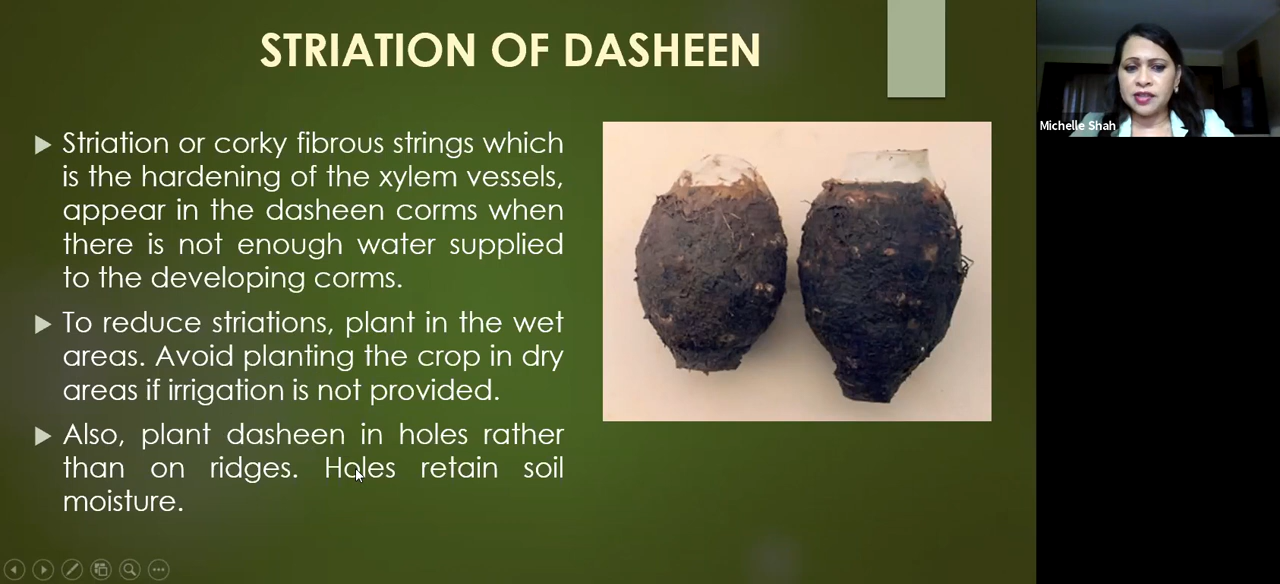 STRIATION OF DASHEEN
Striation or corky fibrous strings which
is the hardening of the xylem vessels,
appear in the dasheen corms when
there is not enough water supplied
to the developing corms.
To reduce striations, plant in the wet
areas. Avoid planting the crop in dry
areas if irrigation is not provided.
Also, plant dasheen in holes rather
than on ridges. Holes retain soil
moisture.
Michelle Shah